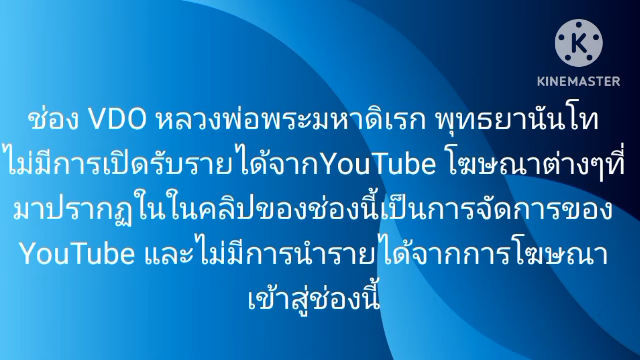 KINEMASTER
ช่อง VDO หลวงพ่อพระมหาดิเรก พุทธยานันโท
ไม่มีการเปิดรับรายได้จากYouTube โฆษณาต่างๆที่
มาปรากฏในในคลิปของช่องนี้เป็นการจัดการของ
YouTube และไม่มีการนำรายได้จากการโฆษณา
เข้าสู่ช่องนี้